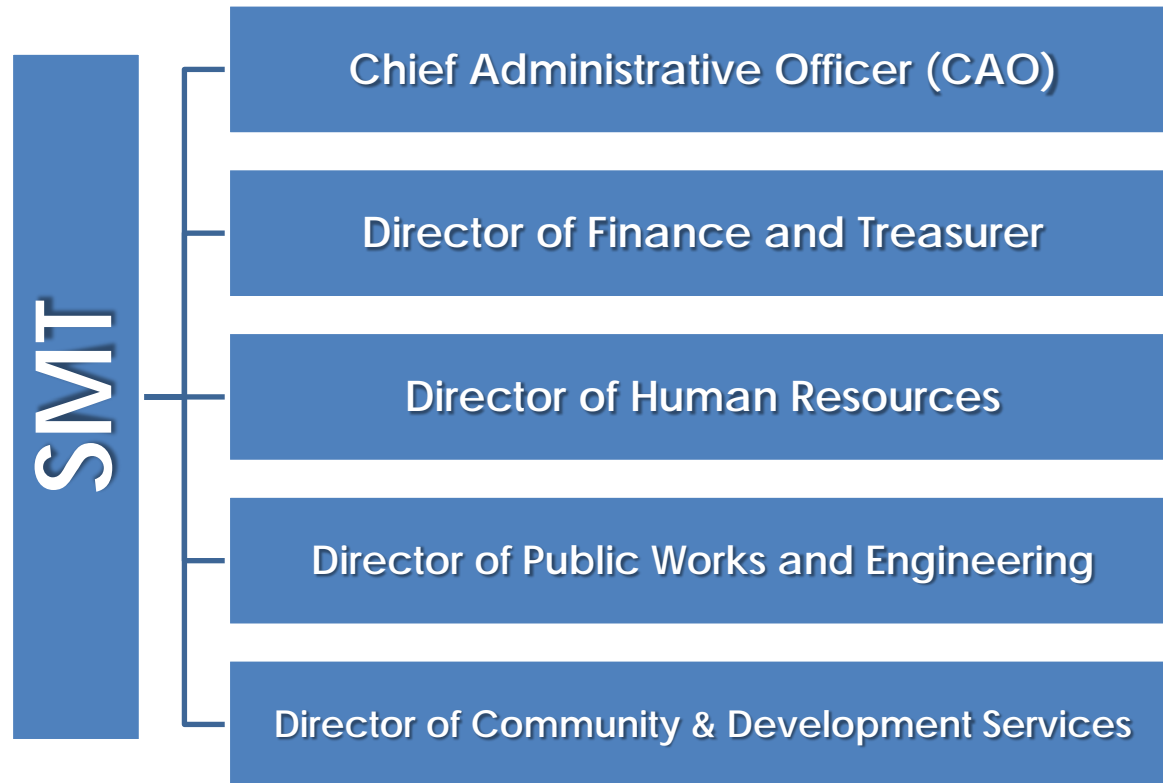 SMT
Chief Administrative Officer (CAO)
Director of Finance and Treasurer
Director of Human Resources
Director of Public Works and Engineering
Director of Community & Development Services